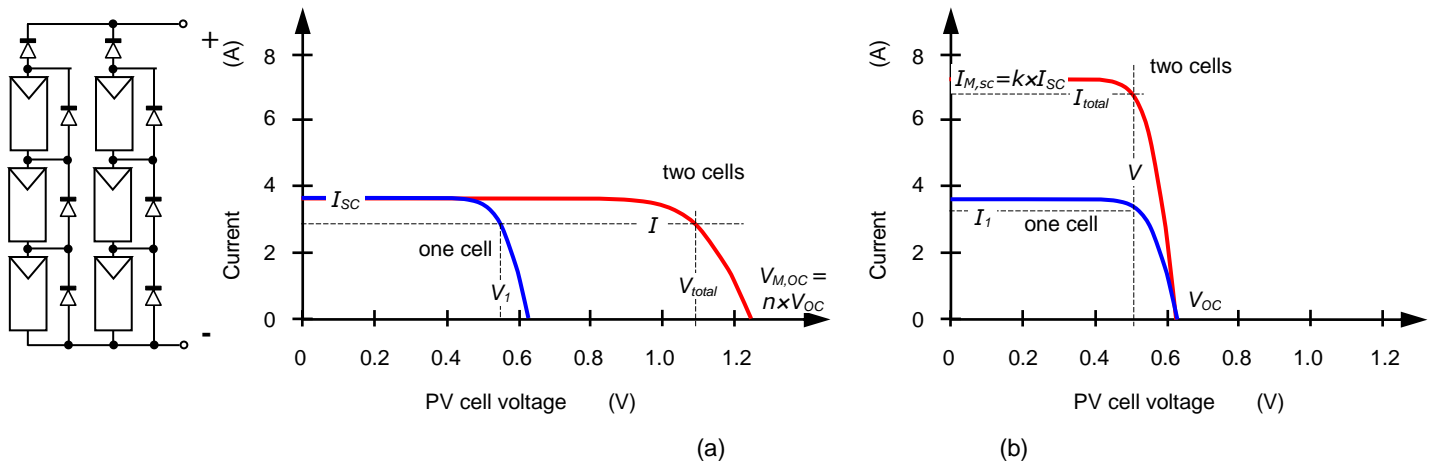 +
-
(A)
8
6
4
2
0
Current
I_SC
two cells
I
one cell
V_1
V_total
V_M,OC =
n×V_OC
0 0.2 0.4 0.6 0.8 1.0 1.2
PV cell voltage (V)
(a)
(A)
8
6
4
2
0
Current
two cells
I_M,sc=k×I_SC
I_total
V
I_1
one cell
V_OC
0 0.2 0.4 0.6 0.8 1.0 1.2
PV cell voltage (V)
(b)